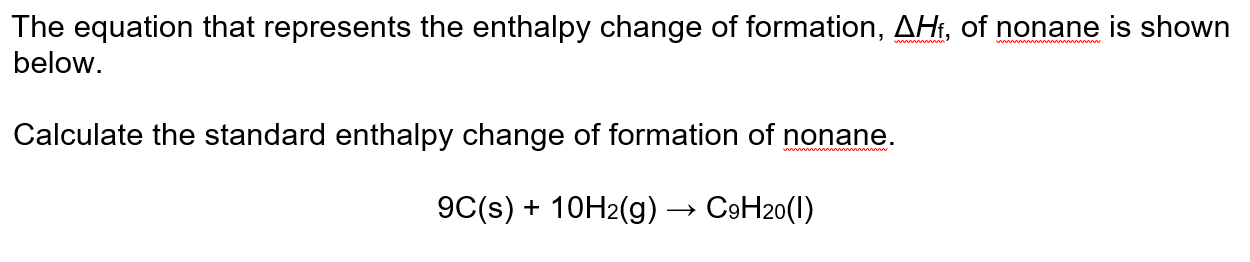 The equation that represents the enthalpy change of formation, ΔHf, of nonane is shown
below.
Calculate the standard enthalpy change of formation of nonane.
9C(s) + 10H2(g) → C9H20(l)